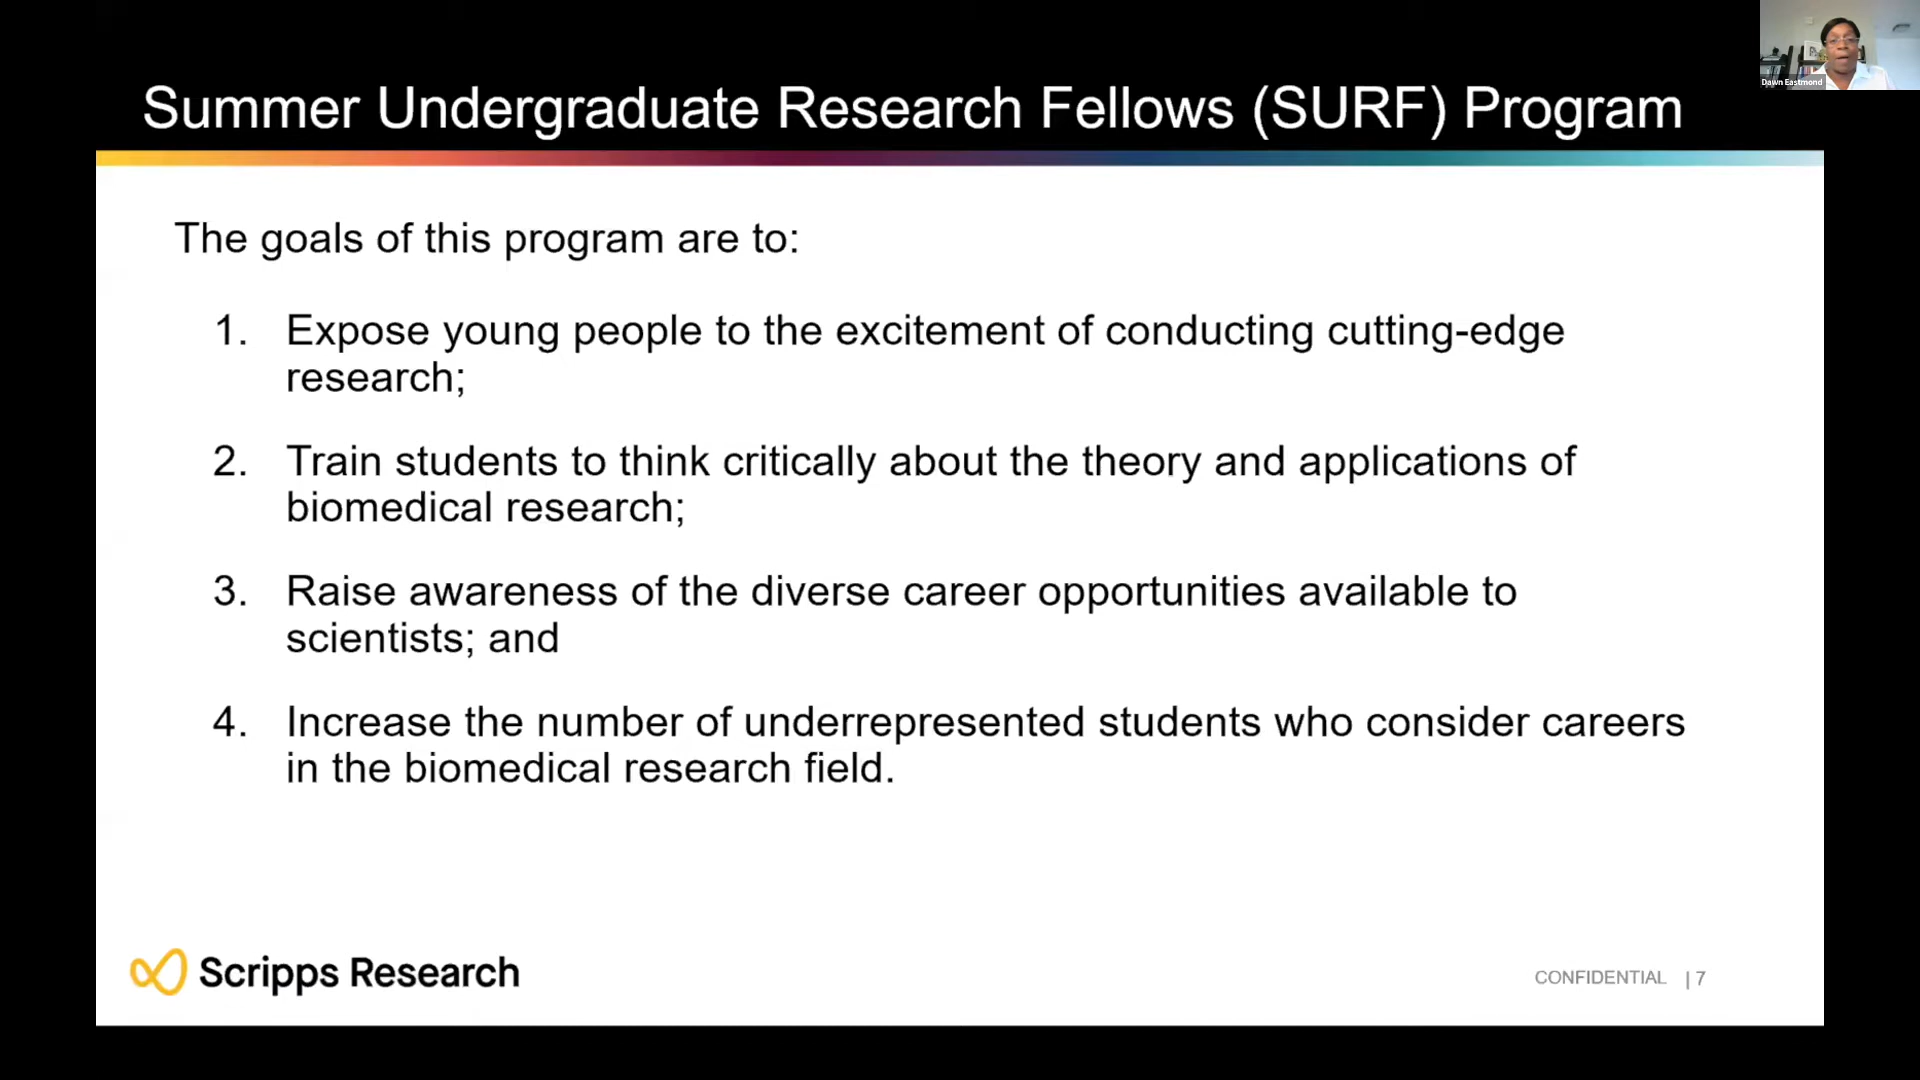 Dawn Eastmond
Summer Undergraduate Research Fellows (SURF) Program
The goals of this program are to:
1. Expose young people to the excitement of conducting cutting-edge
research;
2. Train students to think critically about the theory and applications of
biomedical research;
3. Raise awareness of the diverse career opportunities available to
scientists; and
4. Increase the number of underrepresented students who consider careers
in the biomedical research field.
Scripps Research
CONFIDENTIAL | 7